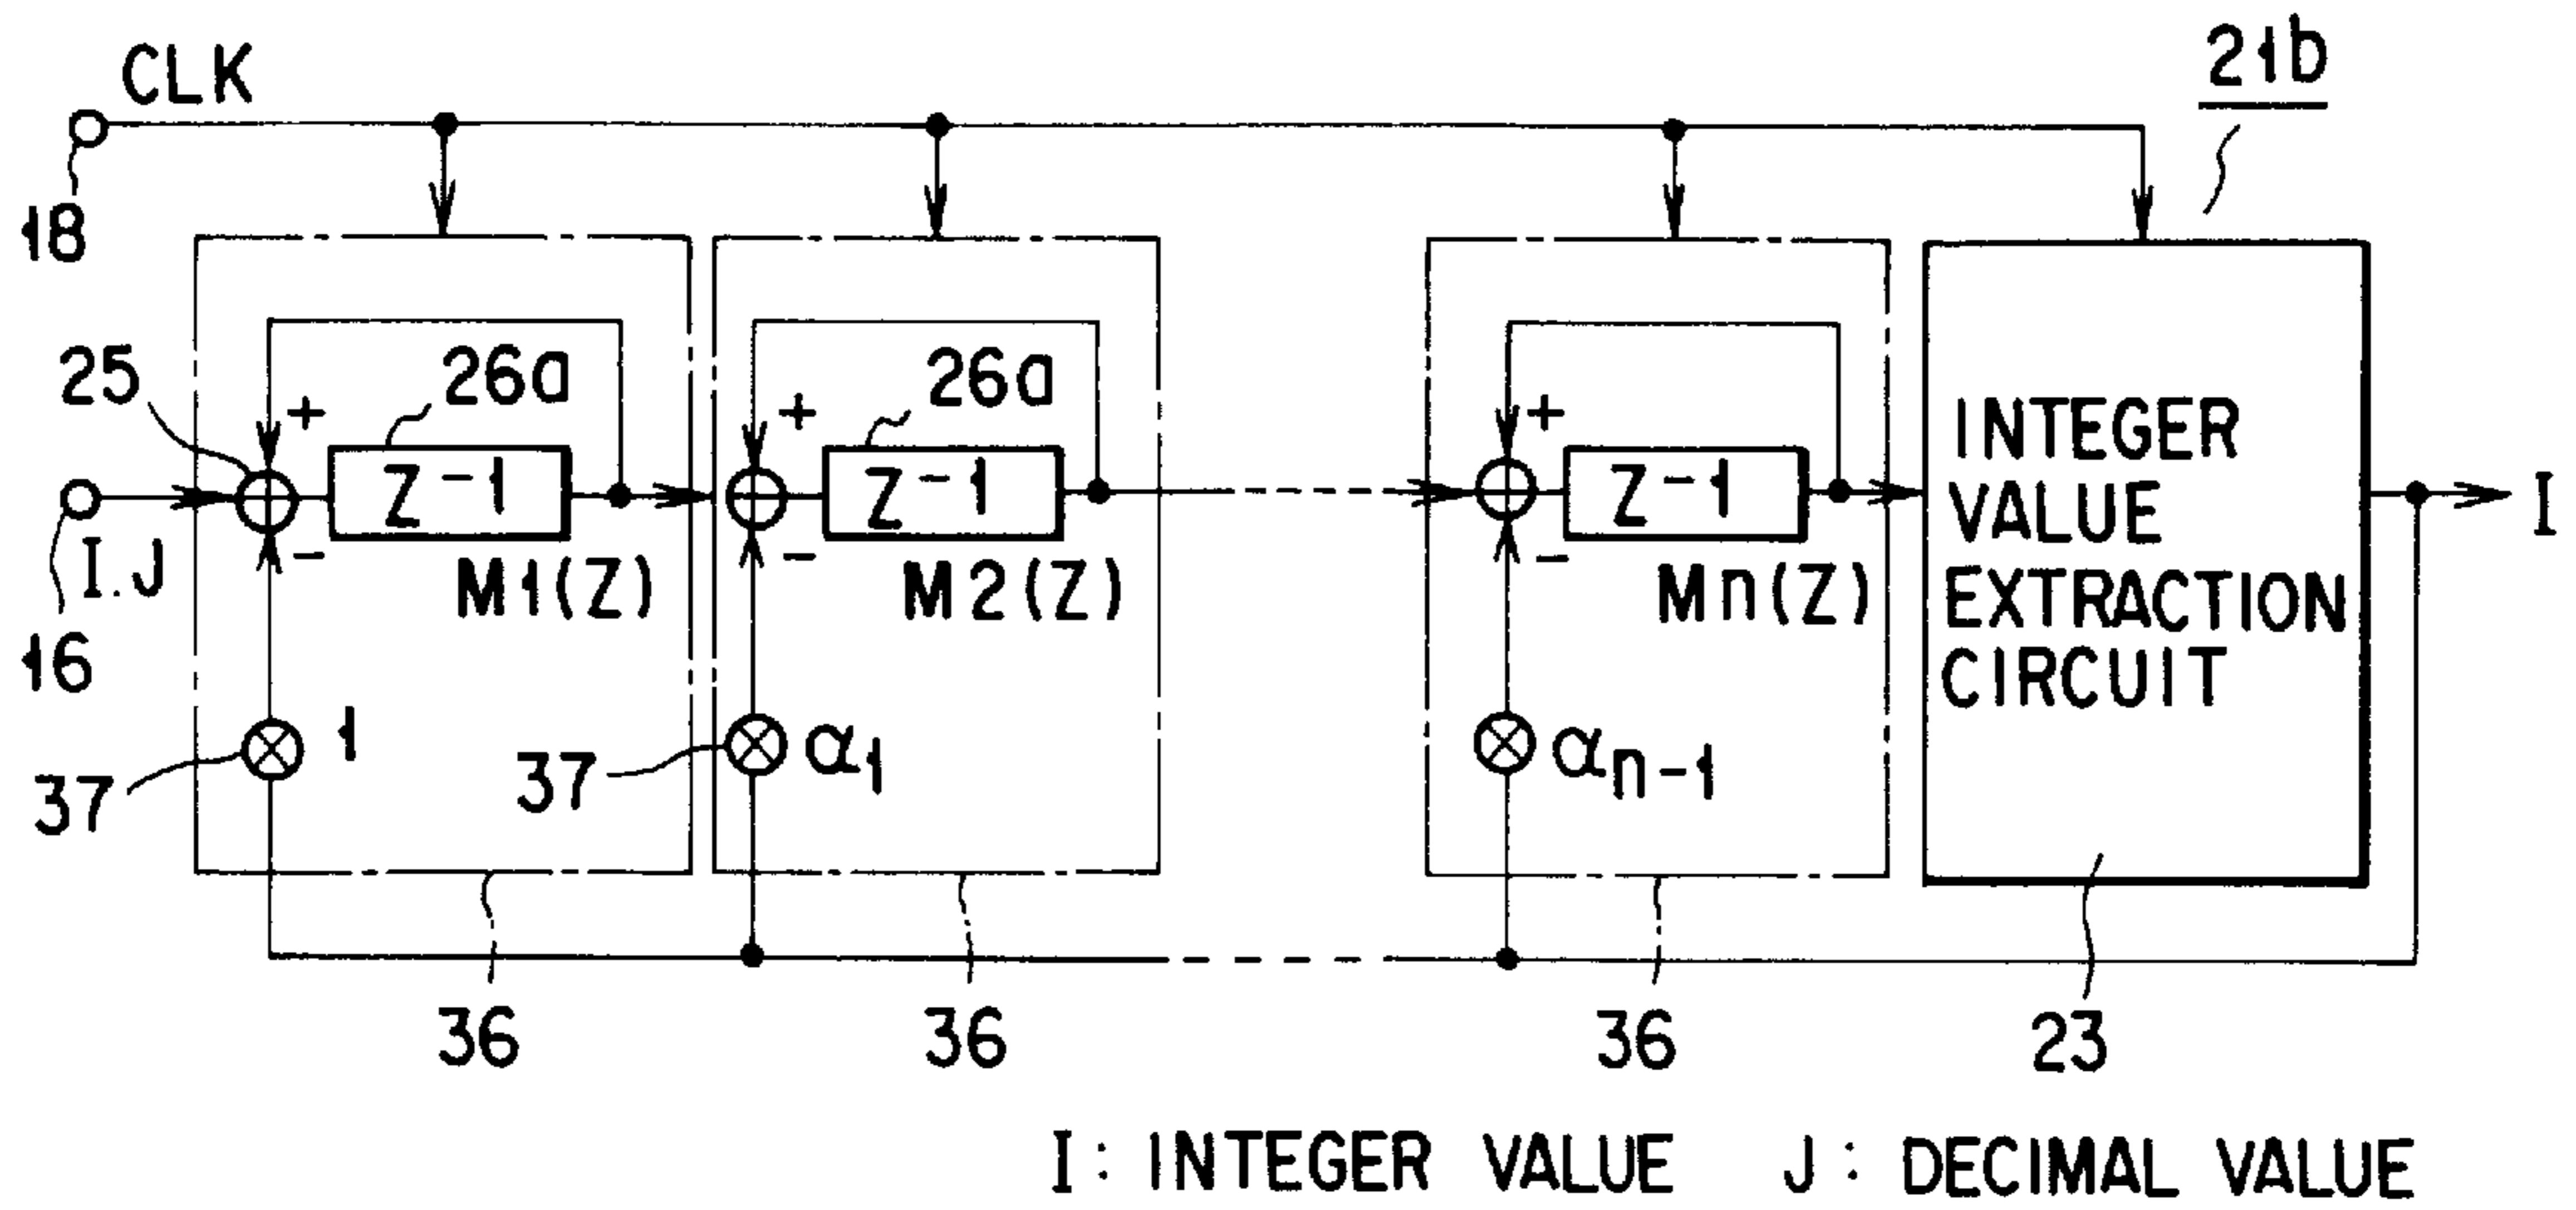 CLK
21b
18
25
26a
26a
+
+
+
Z⁻¹
Z⁻¹
Z⁻¹
INTEGER
VALUE
EXTRACTION
CIRCUIT
I
I.J
−
−
−
M1(Z)
M2(Z)
Mn(Z)
16
1
α₁
αₙ₋₁
37
37
36
36
36
23
I : INTEGER VALUE J : DECIMAL VALUE